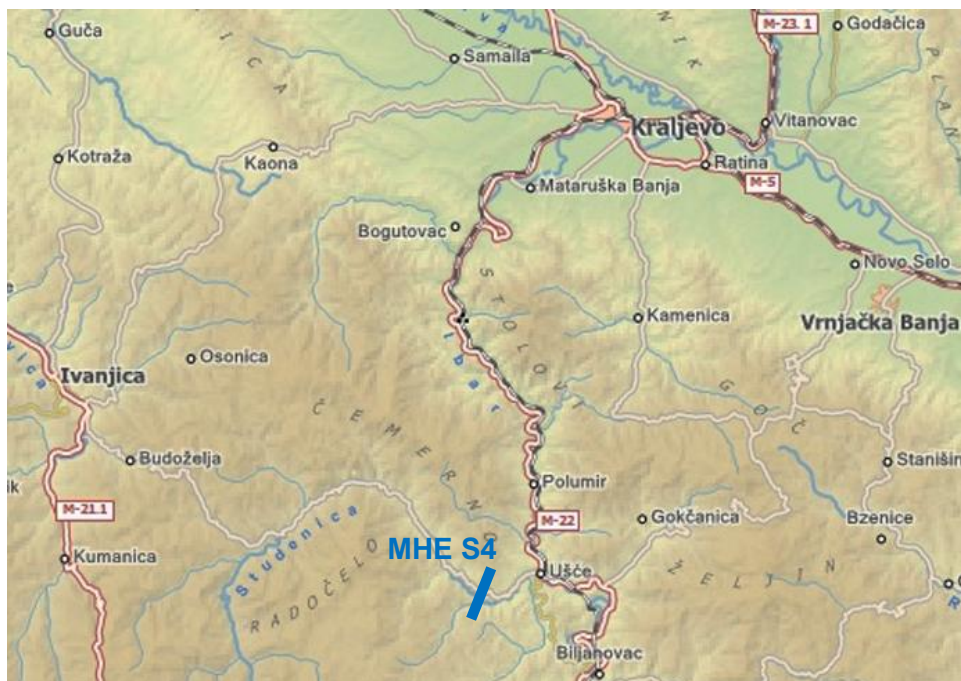 Guča
M-23. 1
Godačica
Samaila
Vitanovac
Kraljevo
Kotraža
Kaona
Ratina
M-5
Mataruška Banja
Bogutovac
Novo Selo
STOLOVI
Kamenica
Vrnjačka Banja
Ibar
Osonica
Ivanjica
ČEMERNO
GOČ
Budoželja
Stanišin
Polumir
M-21.1
M-22
Gokčanica
Bzenice
Studenica
MHE S4
Kumanica
Ušće
ŽELJIN
RADOČELO
Biljanovac